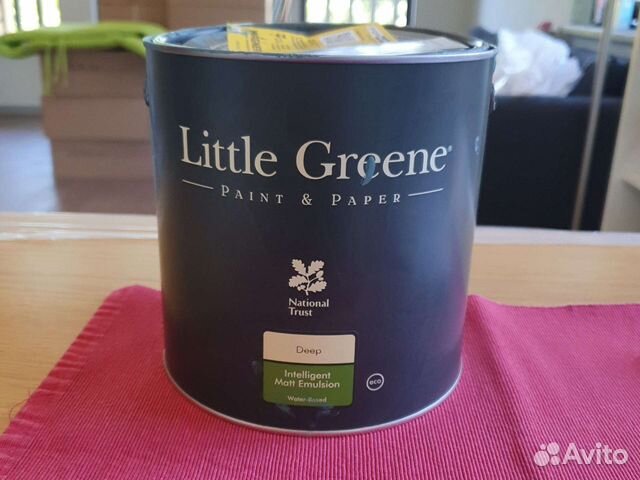 Little Greene®
PAINT & PAPER
National
Trust
Deep
Intelligent
Matt Emulsion
Water-Based
eco
Avito